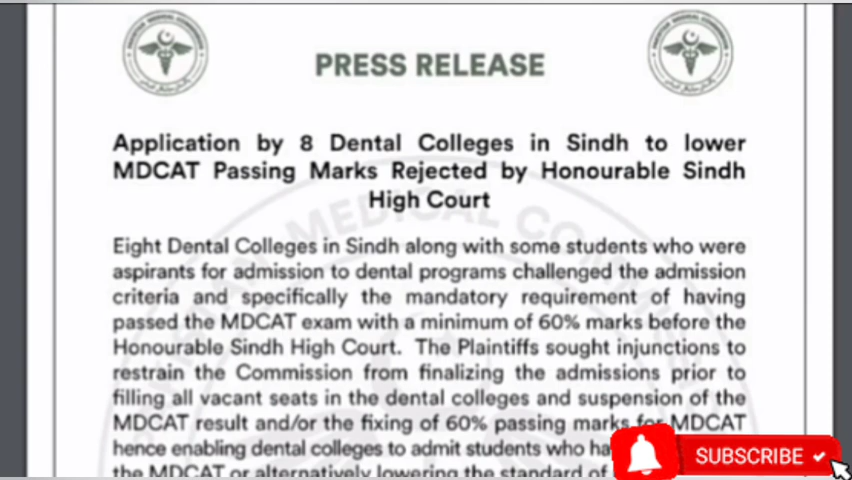 PRESS RELEASE
Application by 8 Dental Colleges in Sindh to lower
MDCAT Passing Marks Rejected by Honourable Sindh
High Court
Eight Dental Colleges in Sindh along with some students who were
aspirants for admission to dental programs challenged the admission
criteria and specifically the mandatory requirement of having
passed the MDCAT exam with a minimum of 60% marks before the
Honourable Sindh High Court. The Plaintiffs sought injunctions to
restrain the Commission from finalizing the admissions prior to
filling all vacant seats in the dental colleges and suspension of the
MDCAT result and/or the fixing of 60% passing marks for MDCAT
hence enabling dental colleges to admit students who
the MDCAT or alternatively lowering the standard of
SUBSCRIBE